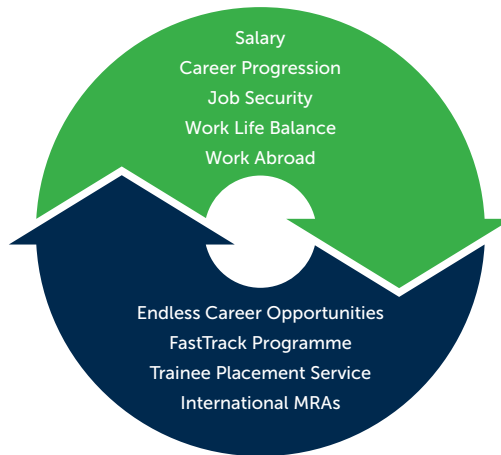 Salary
Career Progression
Job Security
Work Life Balance
Work Abroad
Endless Career Opportunities
FastTrack Programme
Trainee Placement Service
International MRAs